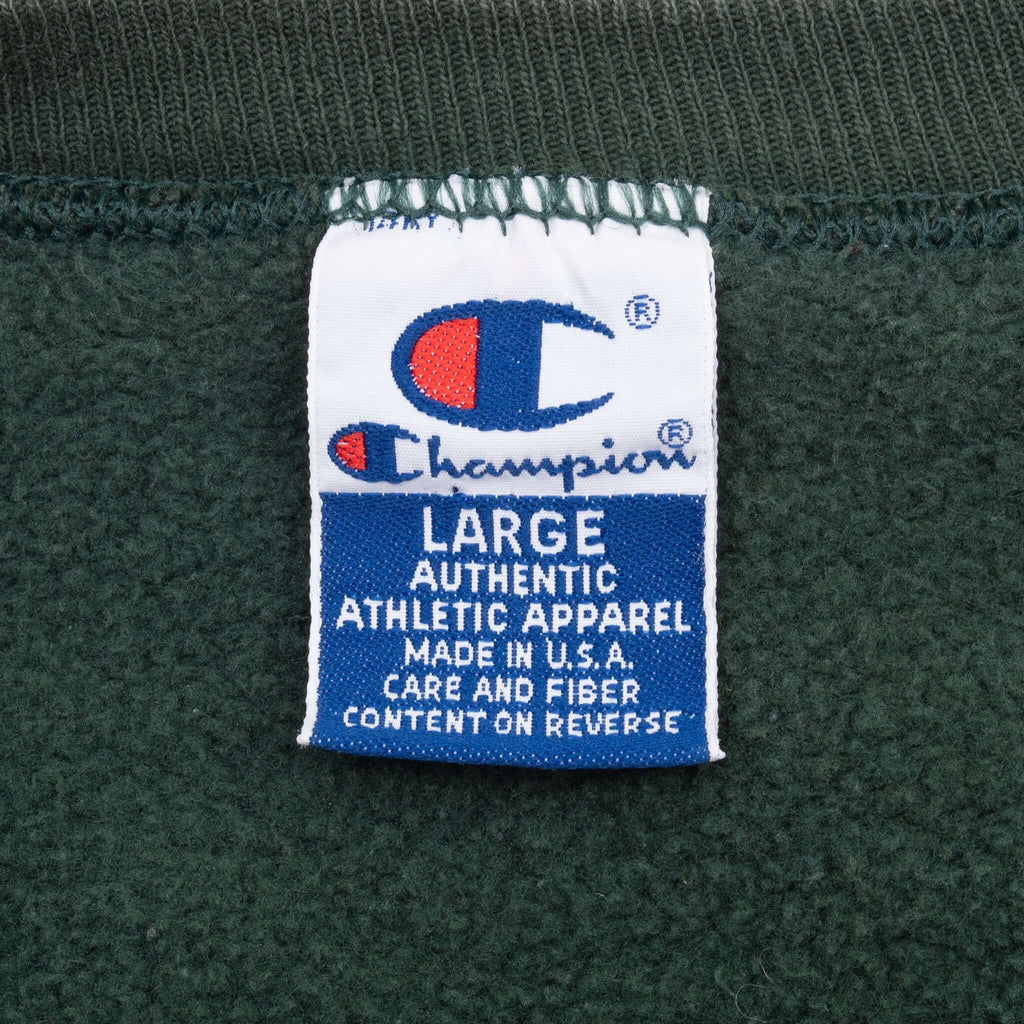 ®
Champion®
LARGE
AUTHENTIC
ATHLETIC APPAREL
MADE IN U.S.A.
CARE AND FIBER
CONTENT ON REVERSE